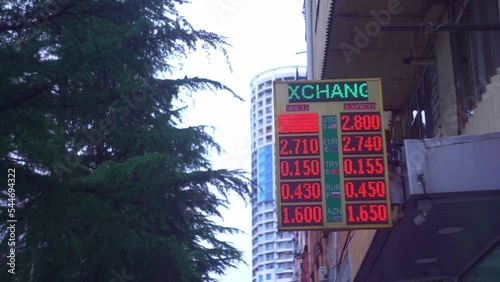 XCHANG
USD 2.800
2.710 EUR 2.740
0.150 TRY 0.155
0.430 RUB 0.450
1.600 AZN 1.650
Adobe Stock | #544694322